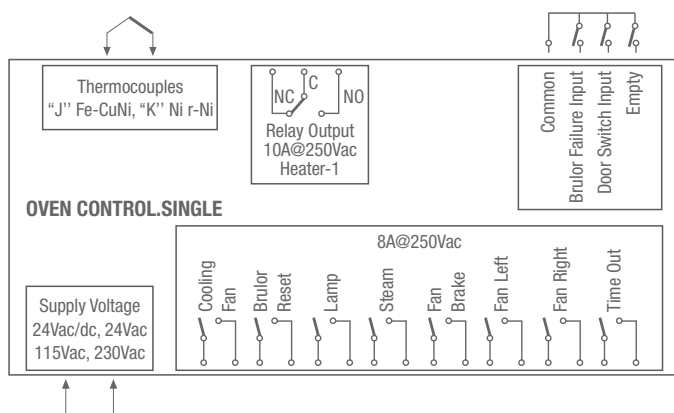 Thermocouples
“J’’ Fe-CuNi, “K’’ Ni r-Ni
NC
C
NO
Relay Output
10A@250Vac
Heater-1
Common
Brulor Failure Input
Door Switch Input
Empty
OVEN CONTROL.SINGLE
Supply Voltage
24Vac/dc, 24Vac
115Vac, 230Vac
8A@250Vac
Cooling
Fan
Brulor
Reset
Lamp
Steam
Fan
Brake
Fan Left
Fan Right
Time Out